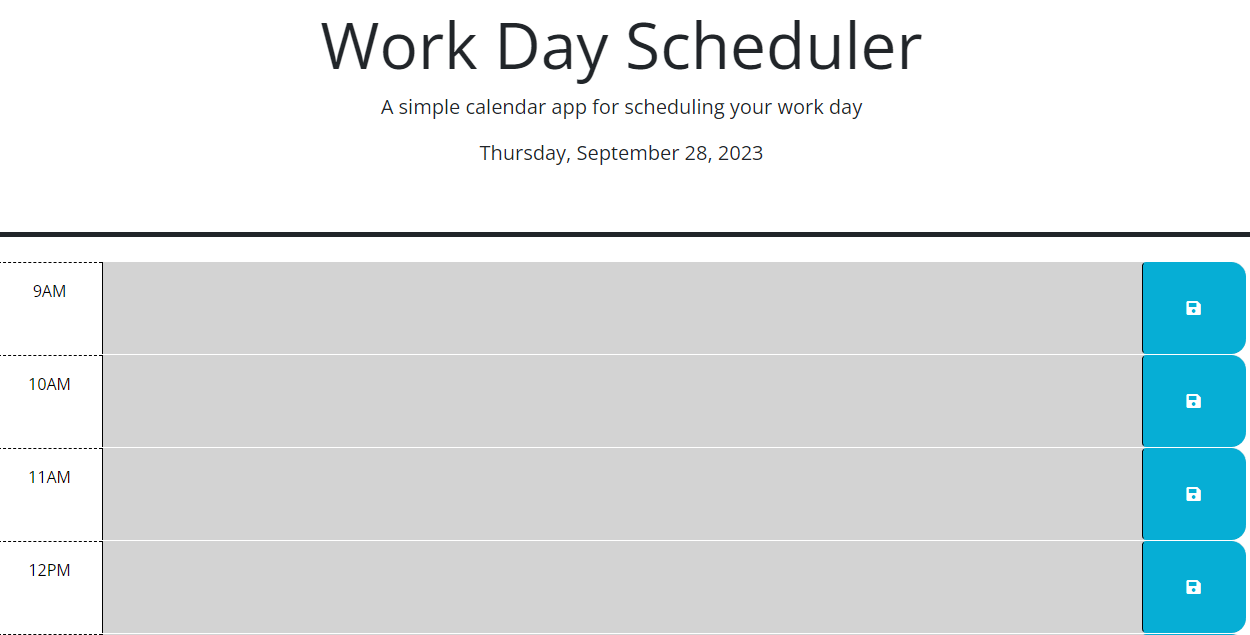 Work Day Scheduler
A simple calendar app for scheduling your work day
Thursday, September 28, 2023
9AM
10AM
11AM
12PM